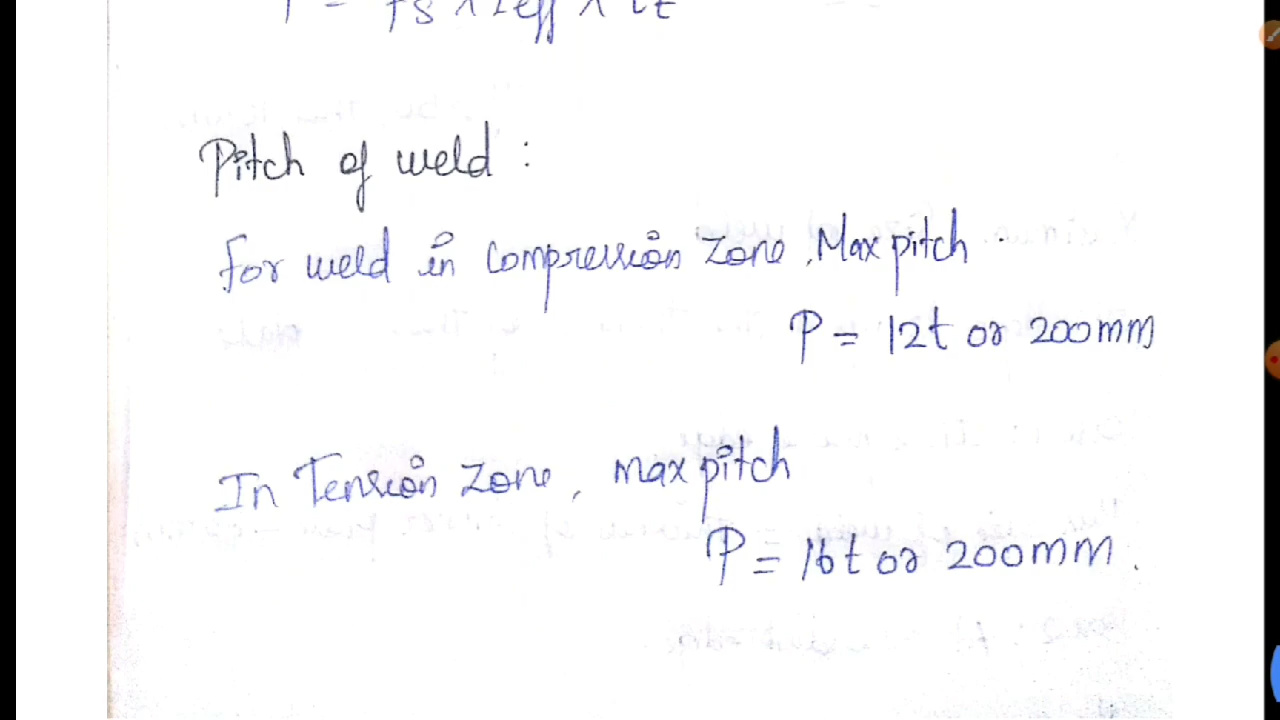 Pitch of weld :
For weld in compression zone, Max pitch
P = 12t or 200mm
In Tension zone, max pitch
P = 16t or 200mm.